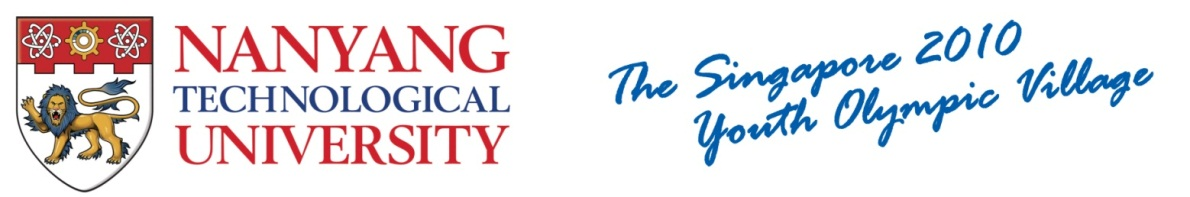 NANYANG
TECHNOLOGICAL
UNIVERSITY
The Singapore 2010
Youth Olympic Village